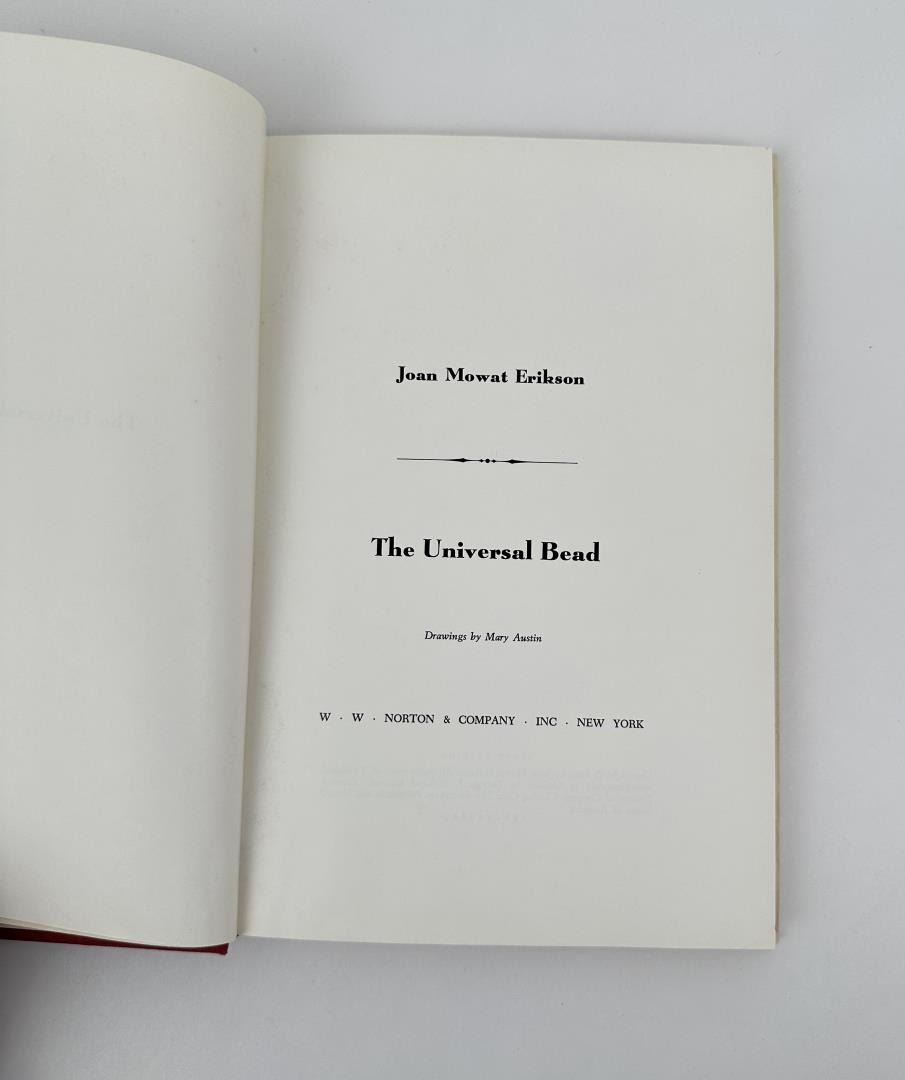 Joan Mowat Erikson
The Universal Bead
Drawings by Mary Austin
W · W · NORTON & COMPANY · INC · NEW YORK